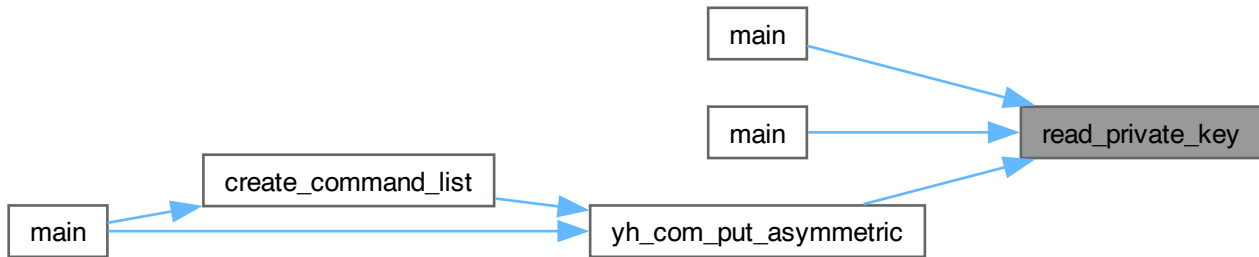 main
main
read_private_key
create_command_list
main
yh_com_put_asymmetric